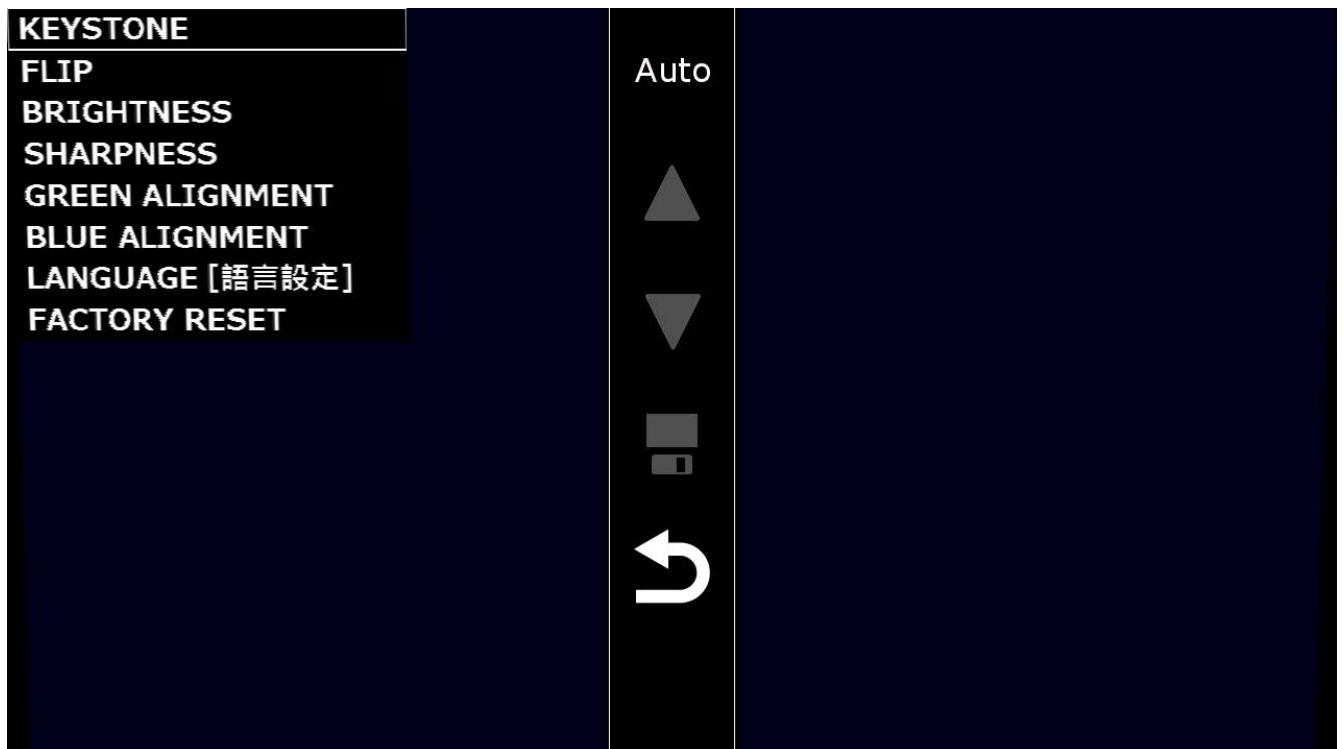 KEYSTONE
FLIP
BRIGHTNESS
SHARPNESS
GREEN ALIGNMENT
BLUE ALIGNMENT
LANGUAGE [語言設定]
FACTORY RESET
Auto